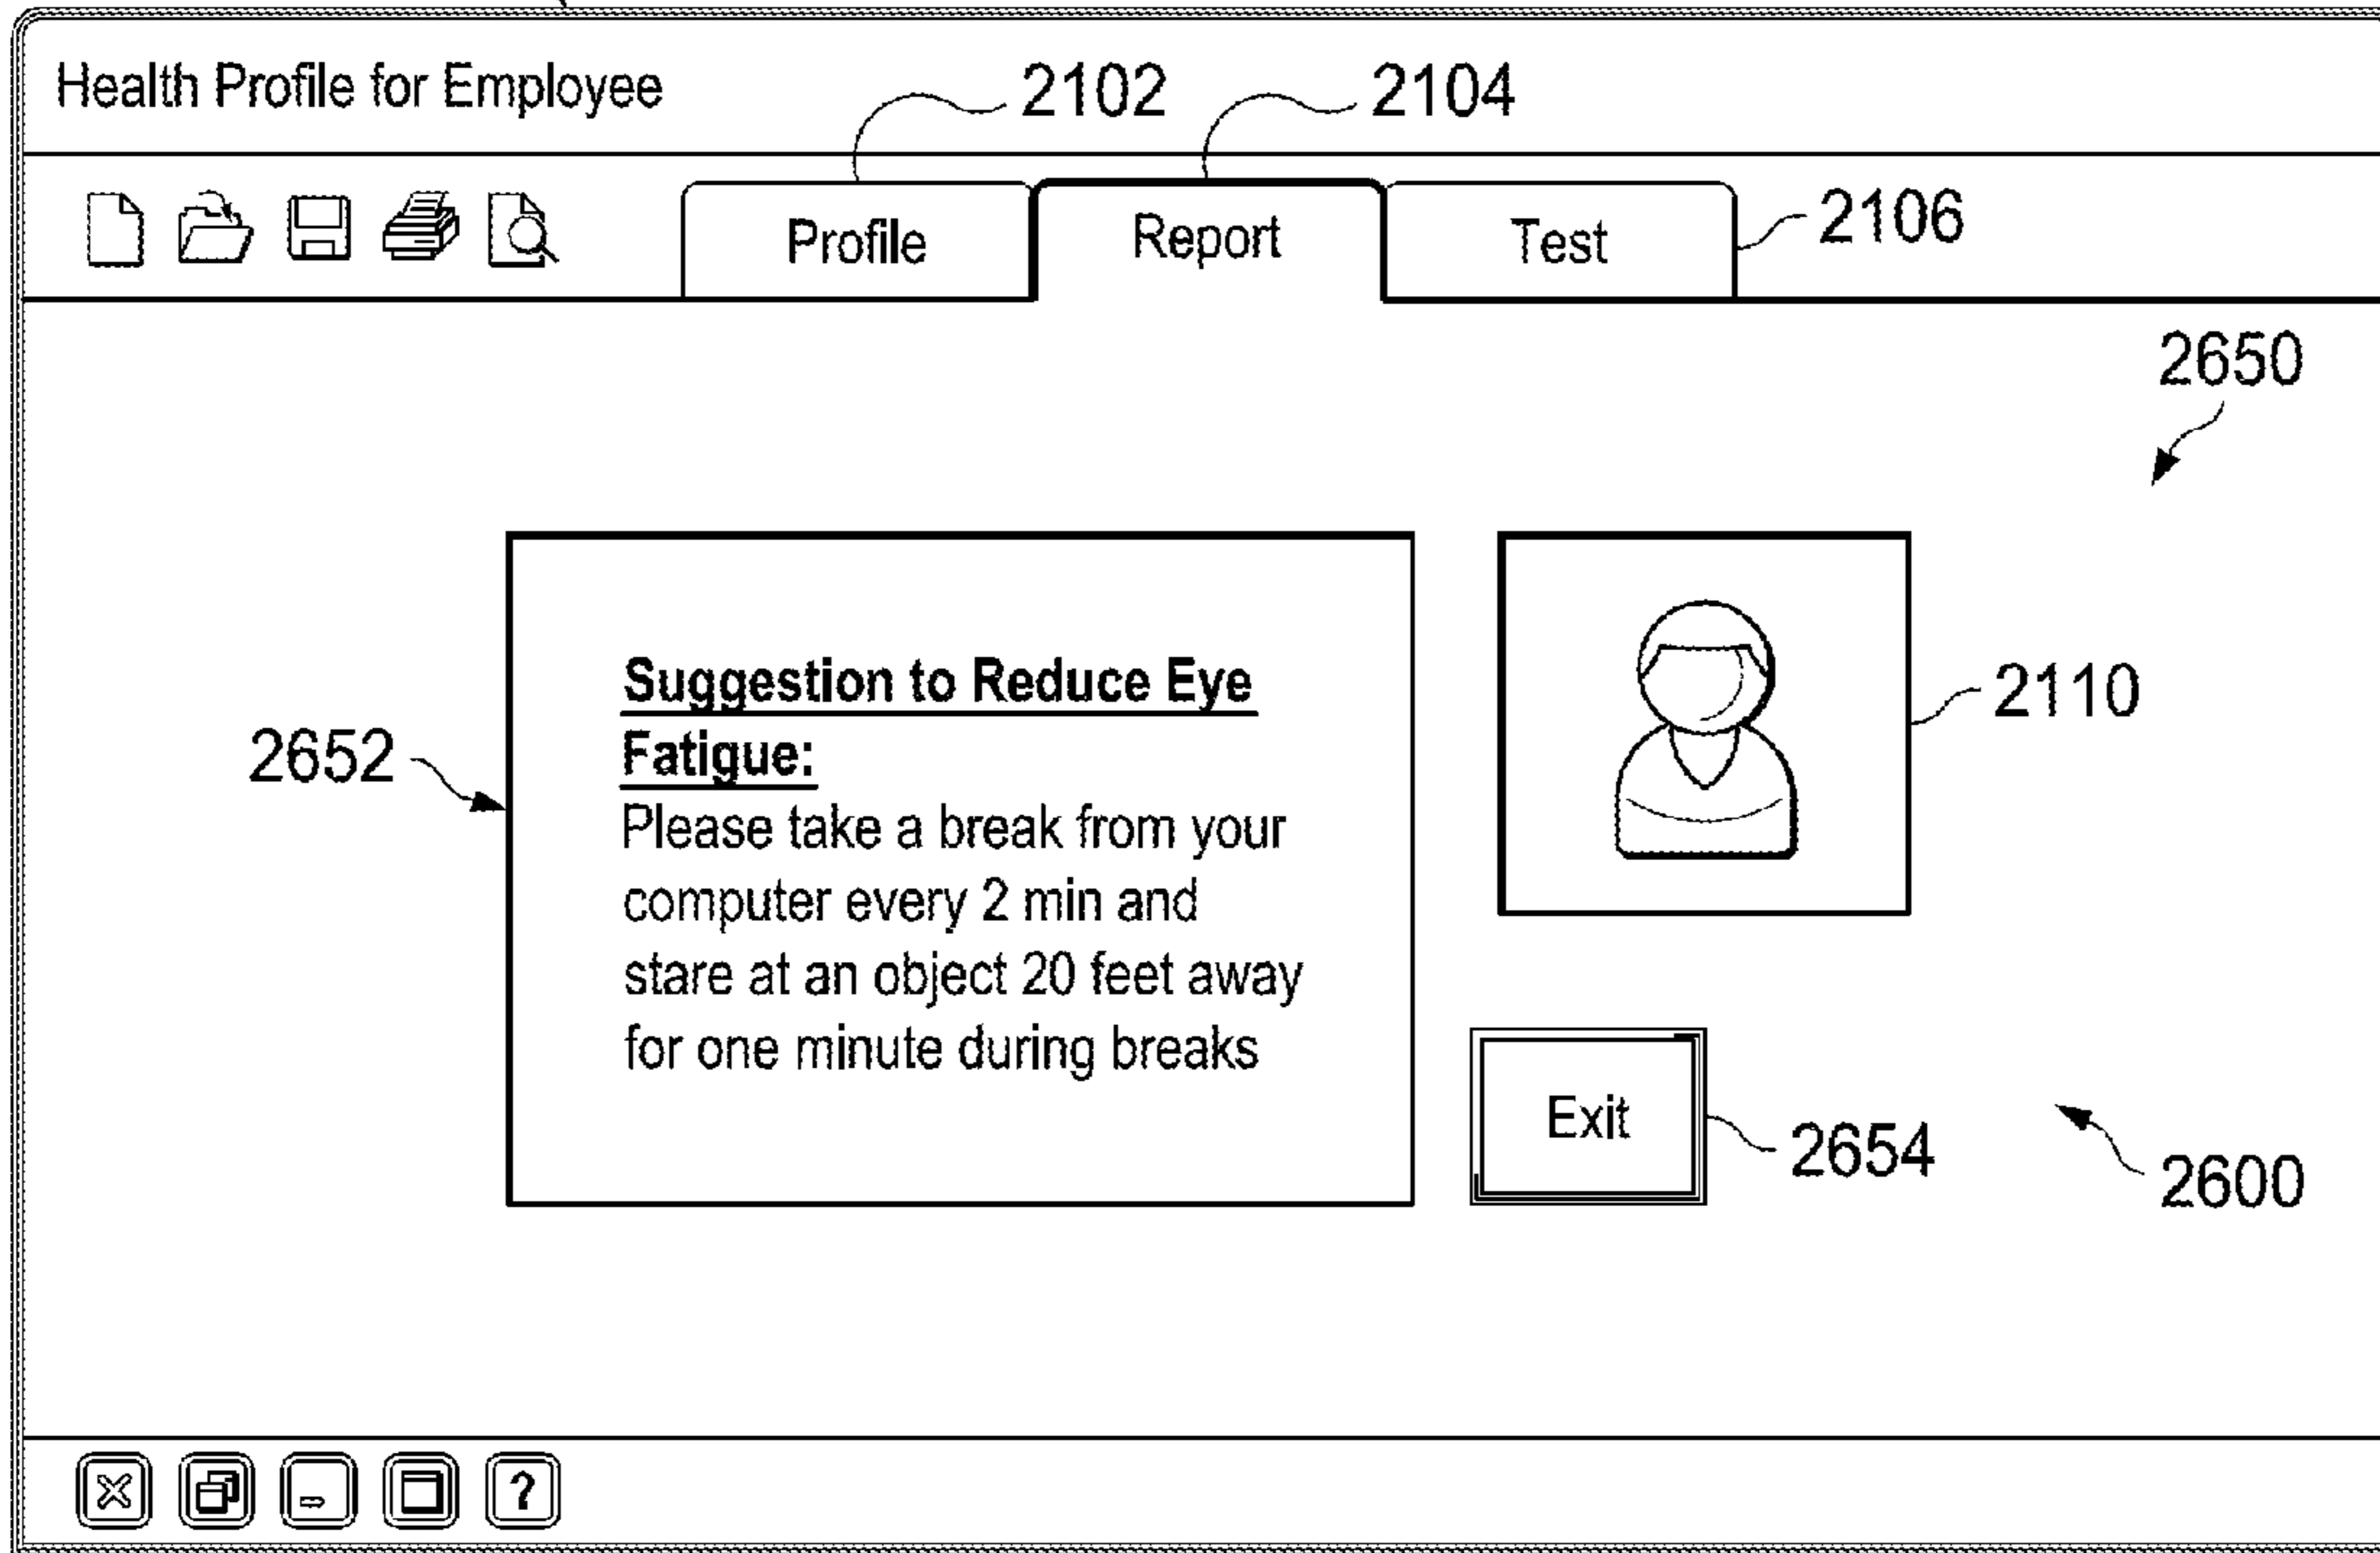 Health Profile for Employee
2102
2104
Profile
Report
Test
2106
2650
Suggestion to Reduce Eye
Fatigue:
Please take a break from your
computer every 2 min and
stare at an object 20 feet away
for one minute during breaks
2652
2110
Exit
2654
2600
?